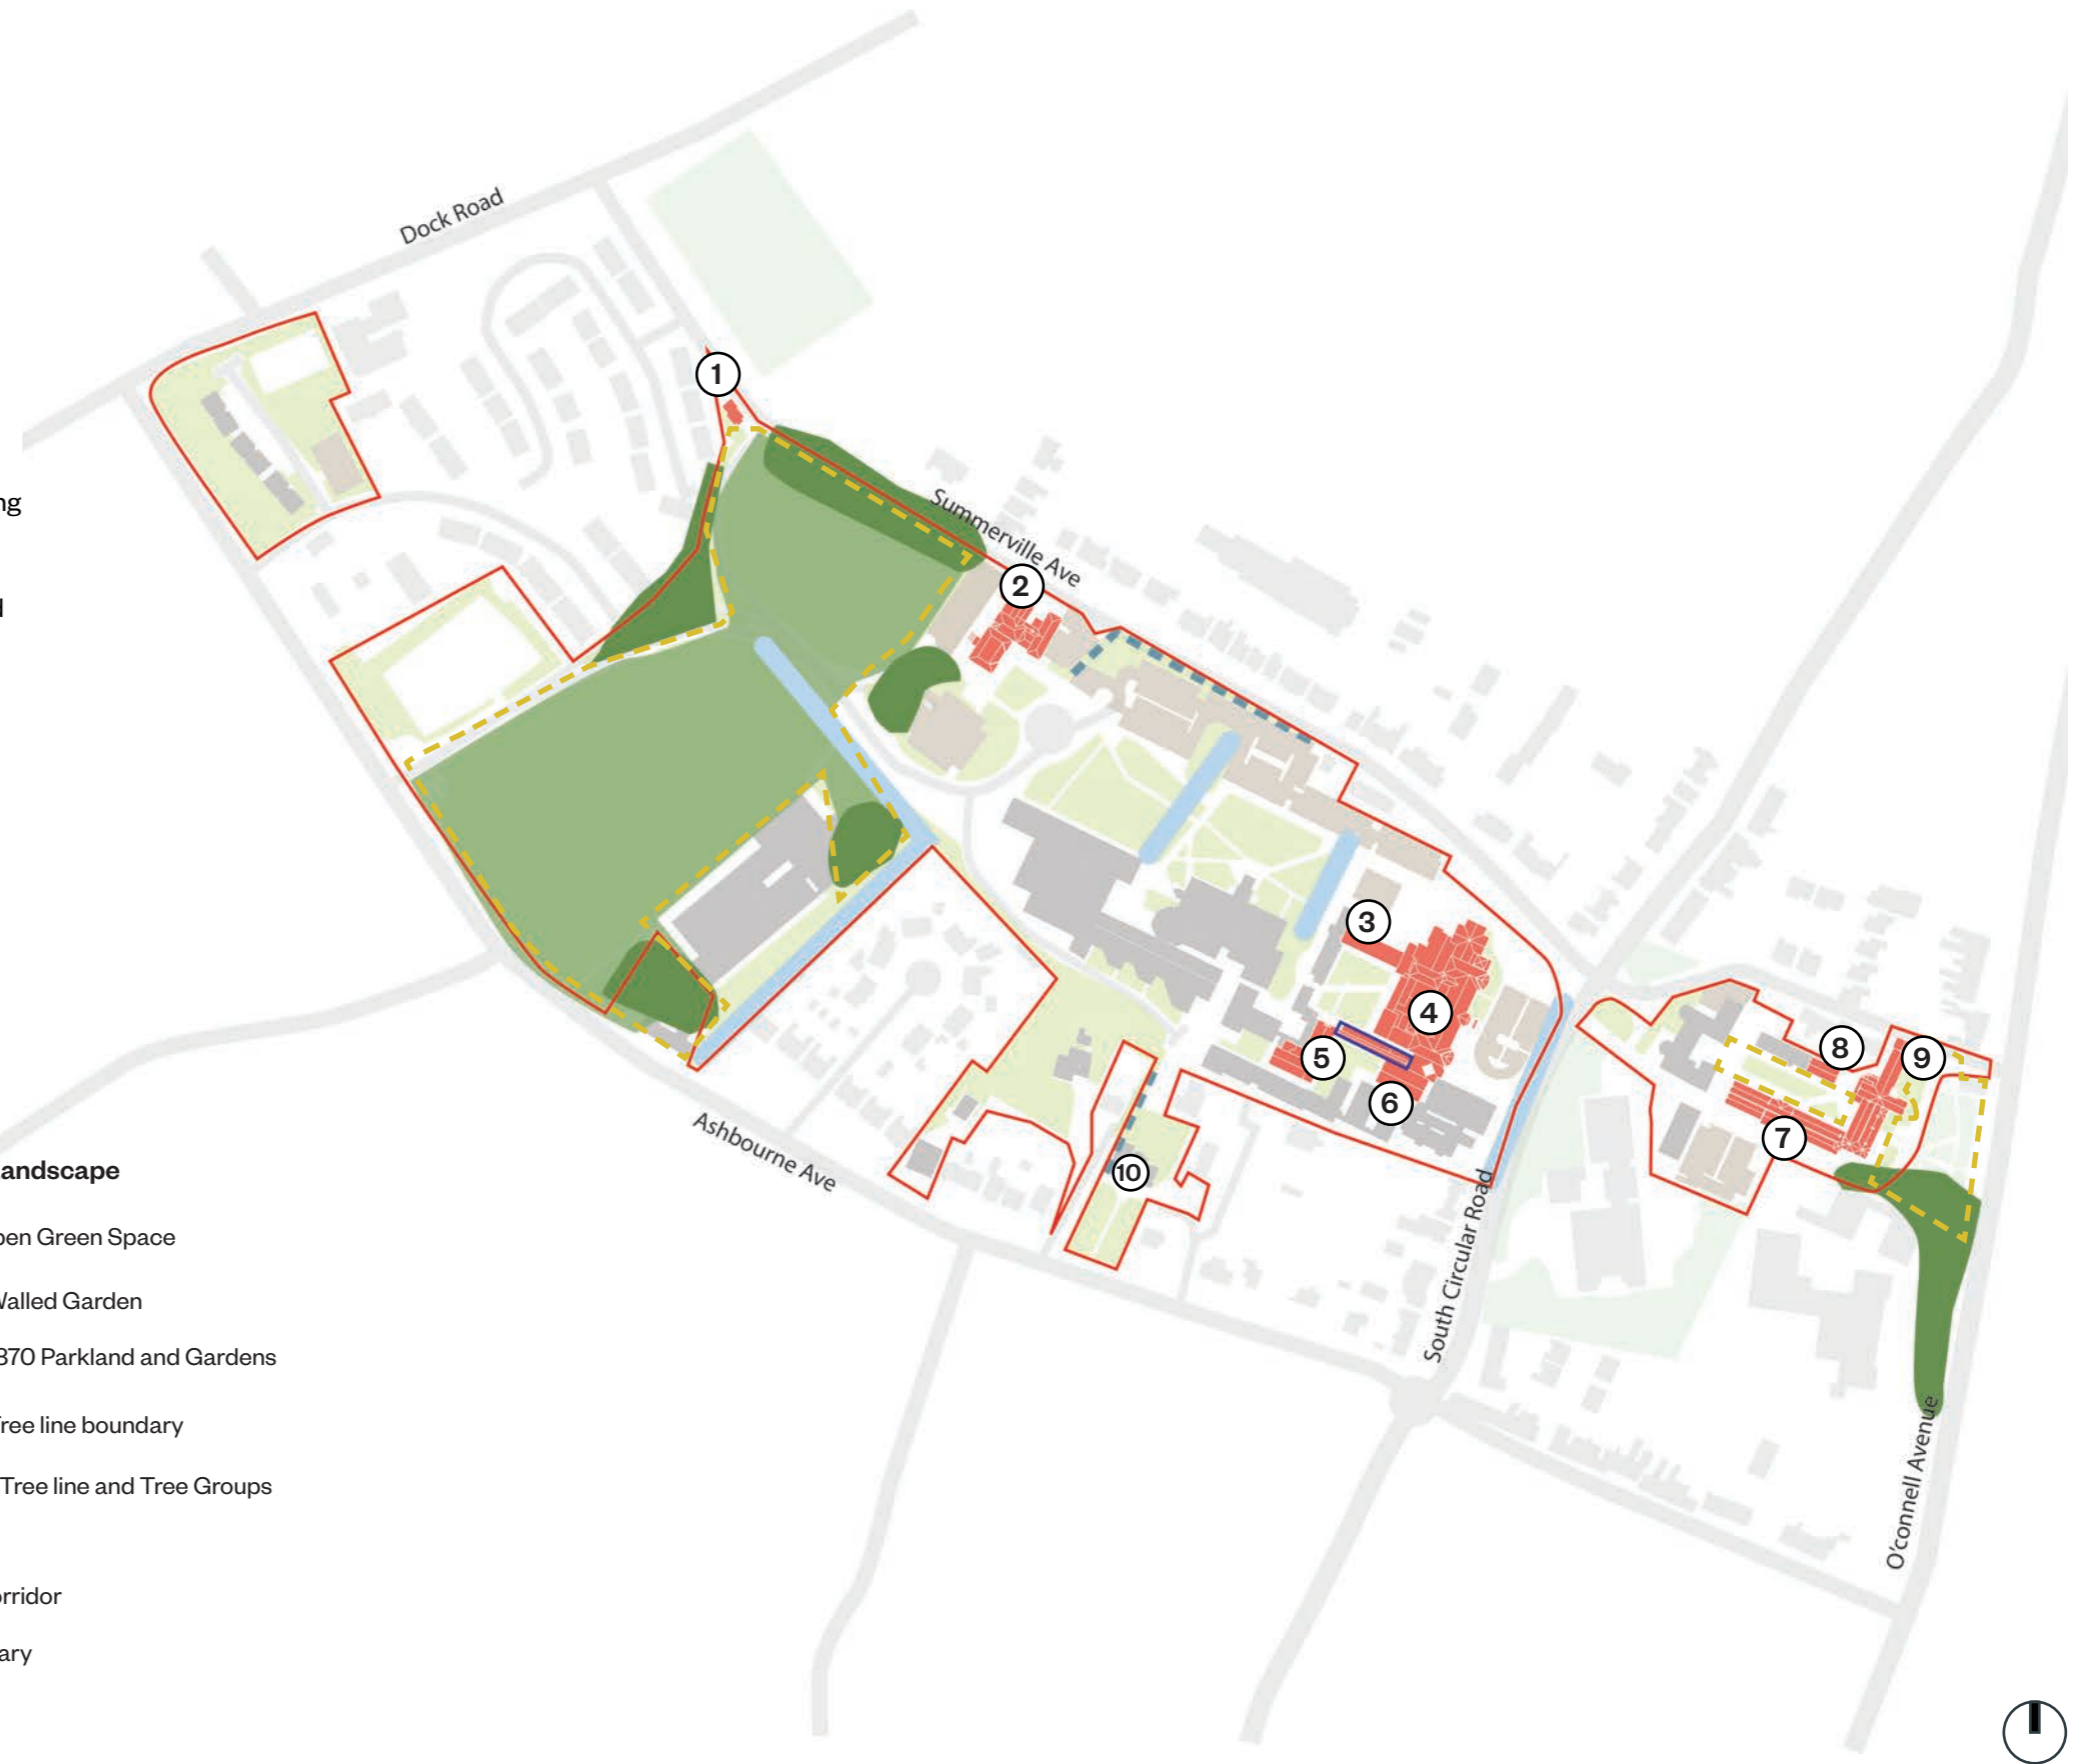 Dock Road
1
ng
Summerville Ave
2
3
4
5
6
8
9
7
10
Ashbourne Ave
South Circular Road
O'connell Avenue
andscape
pen Green Space
Walled Garden
870 Parkland and Gardens
Tree line boundary
Tree line and Tree Groups
orridor
ary